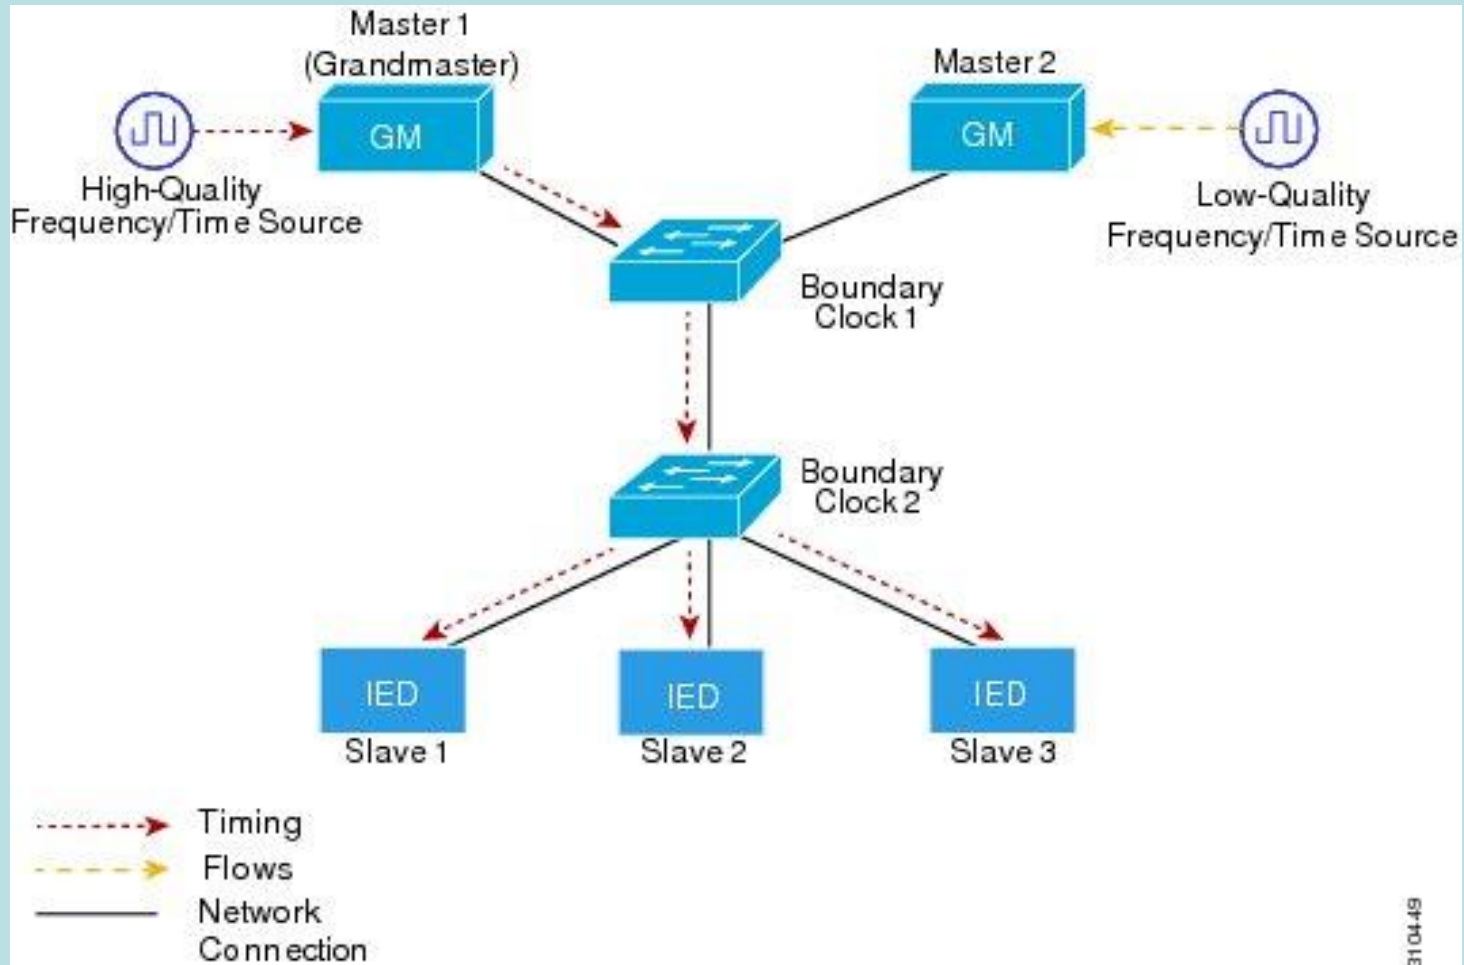 Master 1
(Grandmaster)
Master 2
GM
GM
High-Quality
Frequency/Time Source
Low-Quality
Frequency/Time Source
Boundary
Clock 1
Boundary
Clock 2
IED
IED
IED
Slave 1
Slave 2
Slave 3
Timing
Flows
Network
Connection
310449